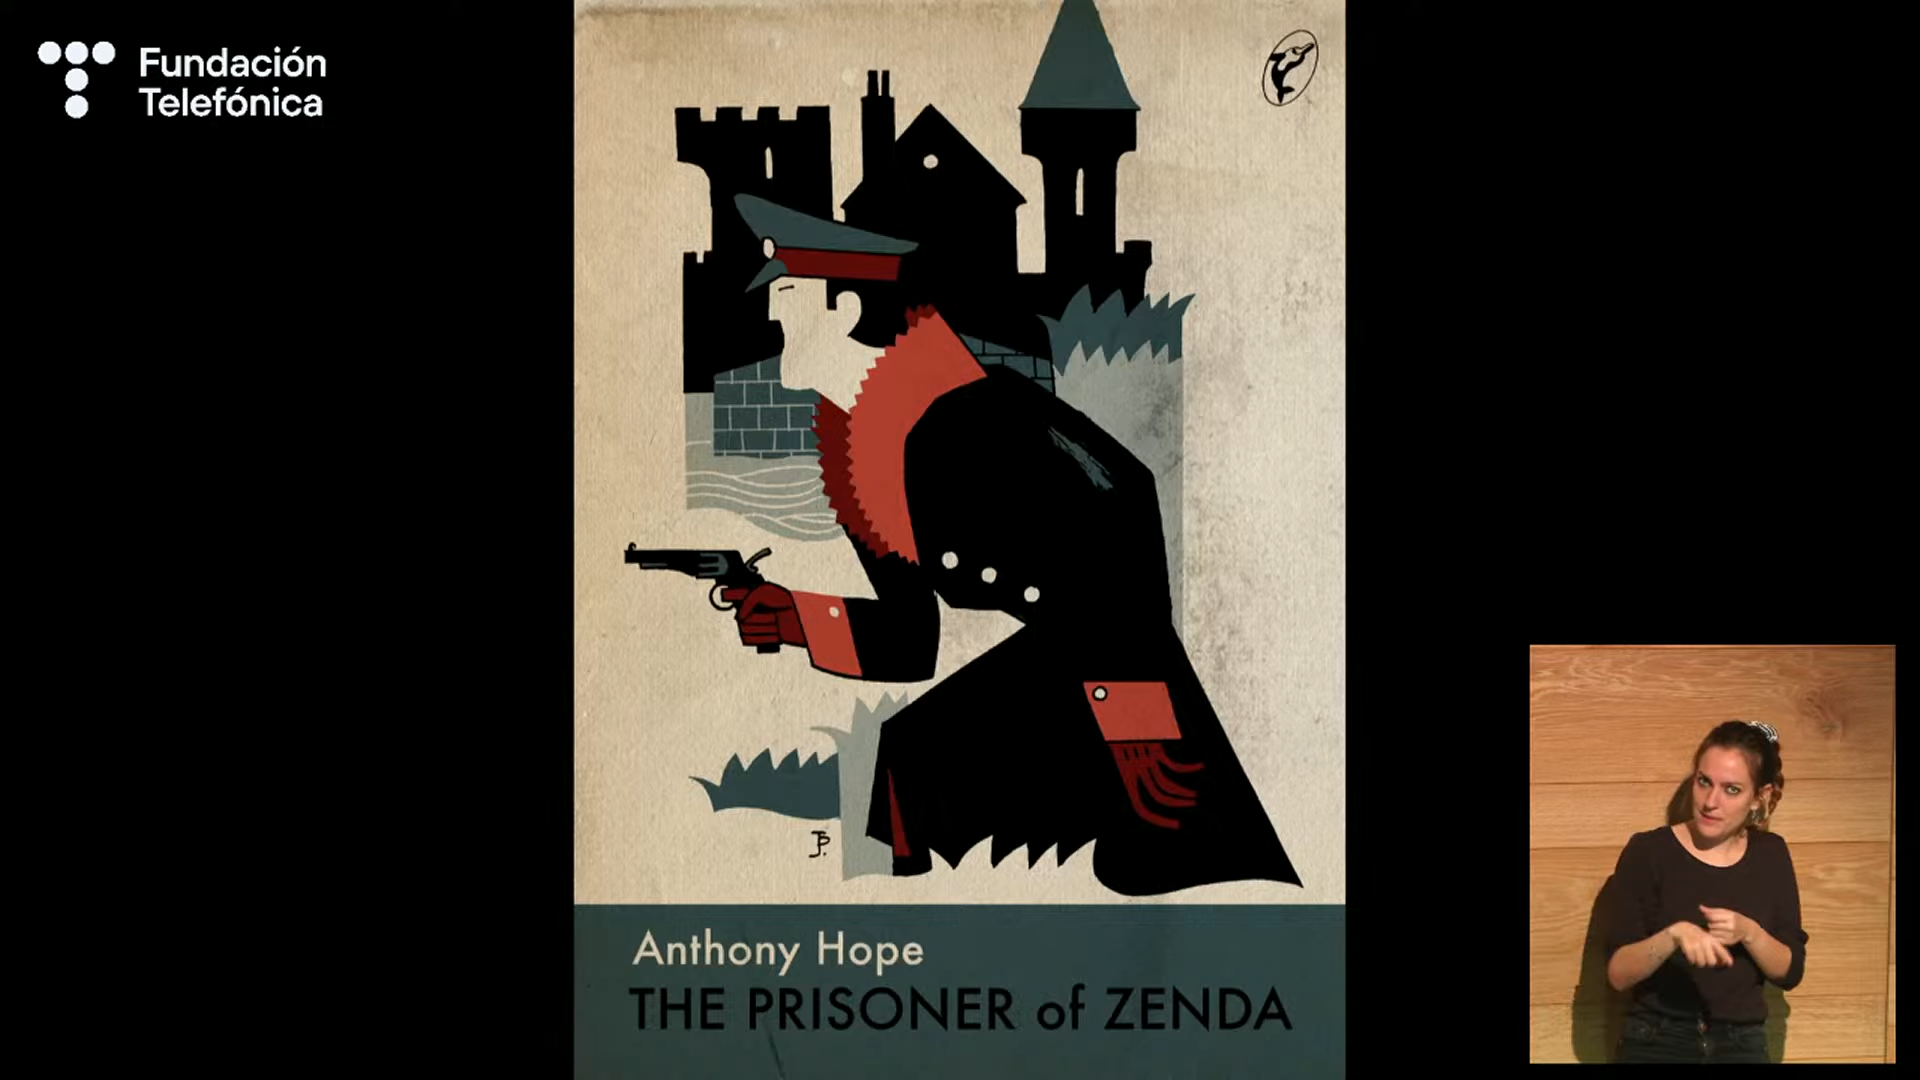 Fundación
Telefónica
Anthony Hope
THE PRISONER of ZENDA